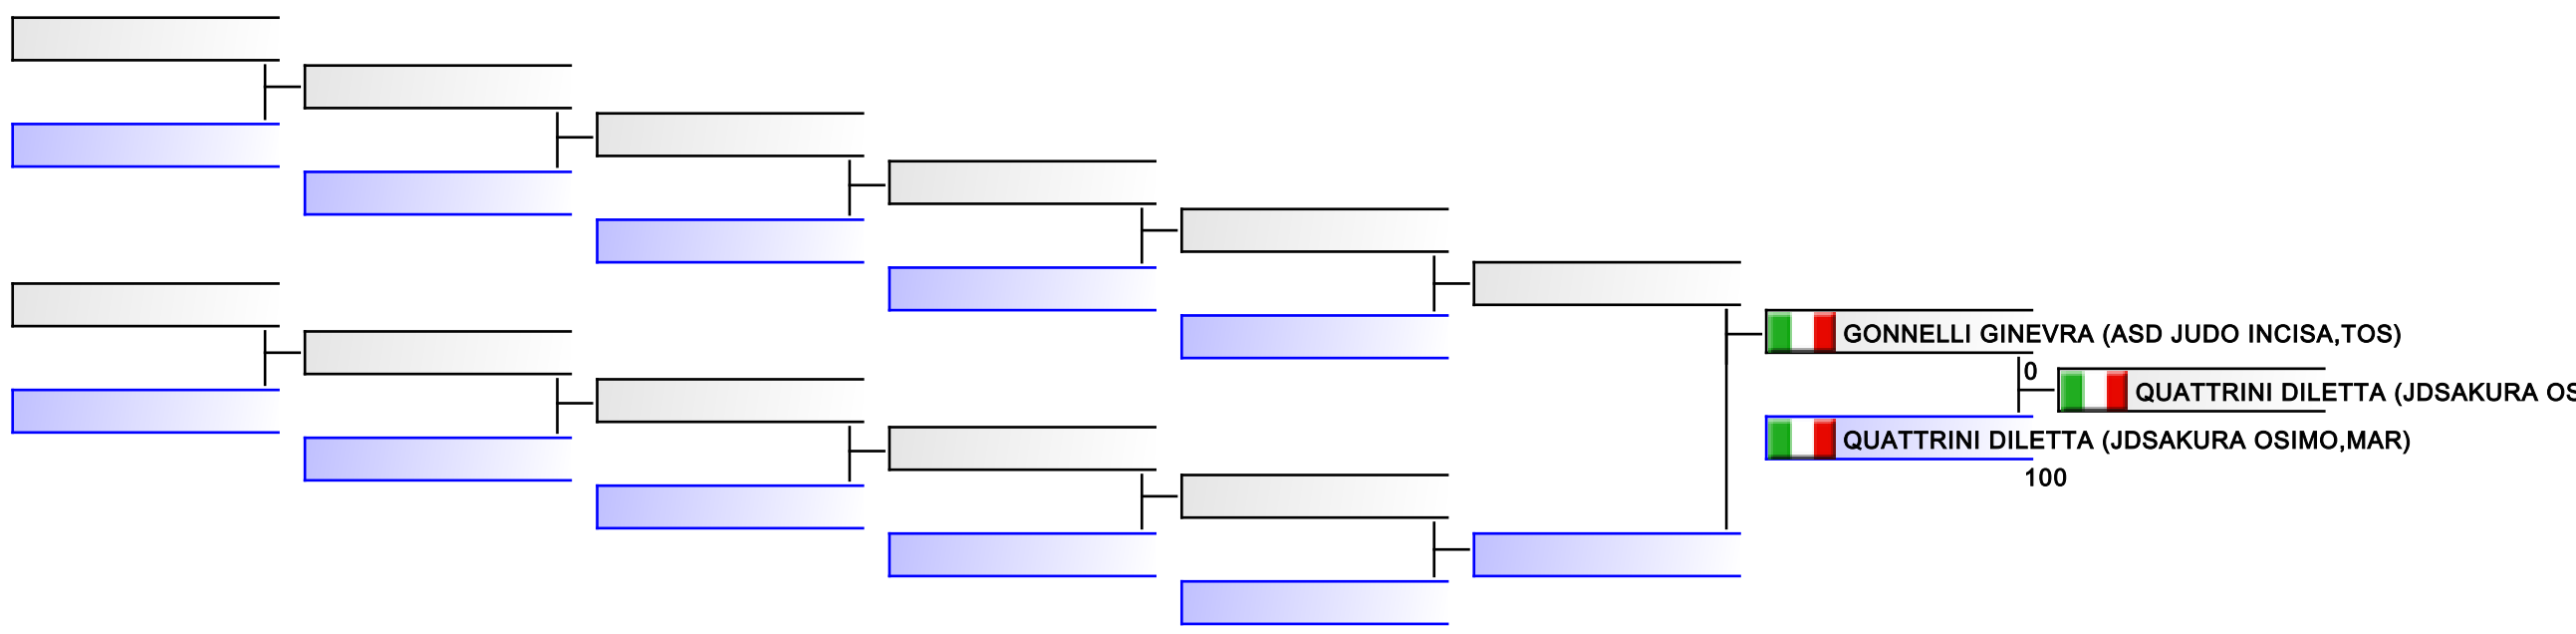 GONNELLI GINEVRA (ASD JUDO INCISA,TOS)
0
QUATTRINI DILETTA (JDSAKURA OS
QUATTRINI DILETTA (JDSAKURA OSIMO,MAR)
100